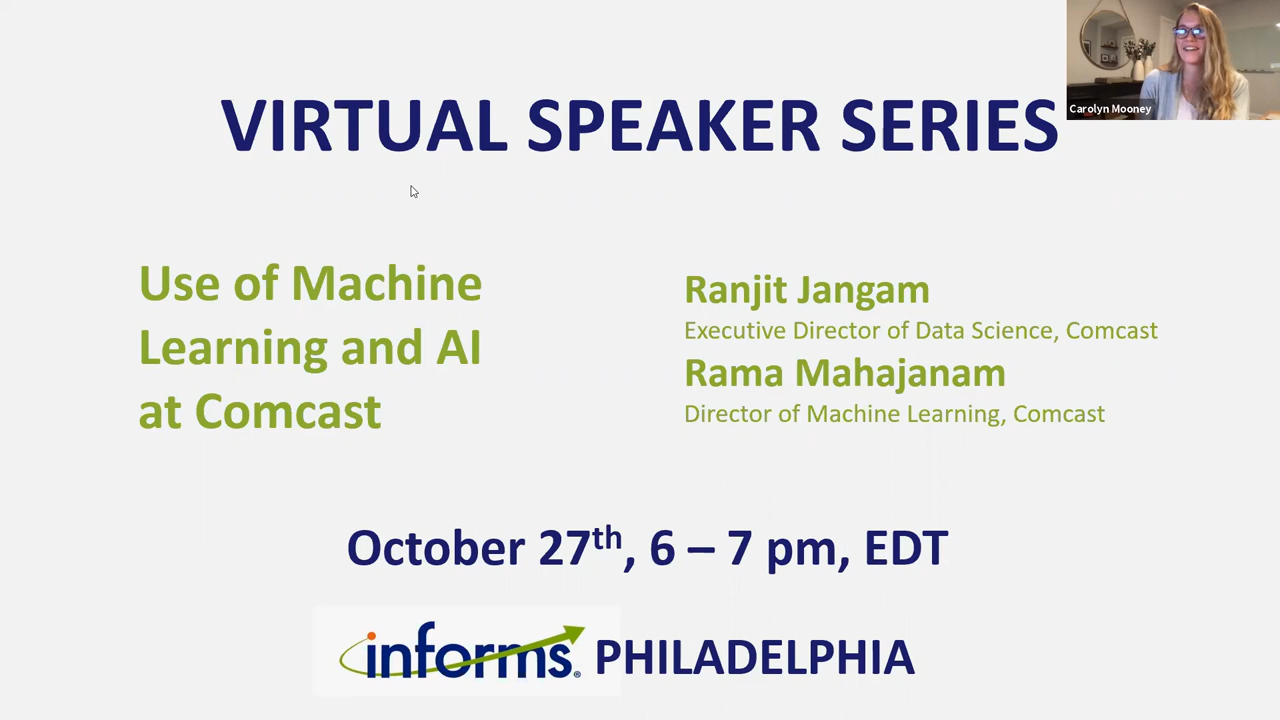 VIRTUAL SPEAKER SERIES
Carolyn Mooney
Use of Machine
Learning and AI
at Comcast
Ranjit Jangam
Executive Director of Data Science, Comcast
Rama Mahajanam
Director of Machine Learning, Comcast
October 27th, 6 – 7 pm, EDT
informs® PHILADELPHIA